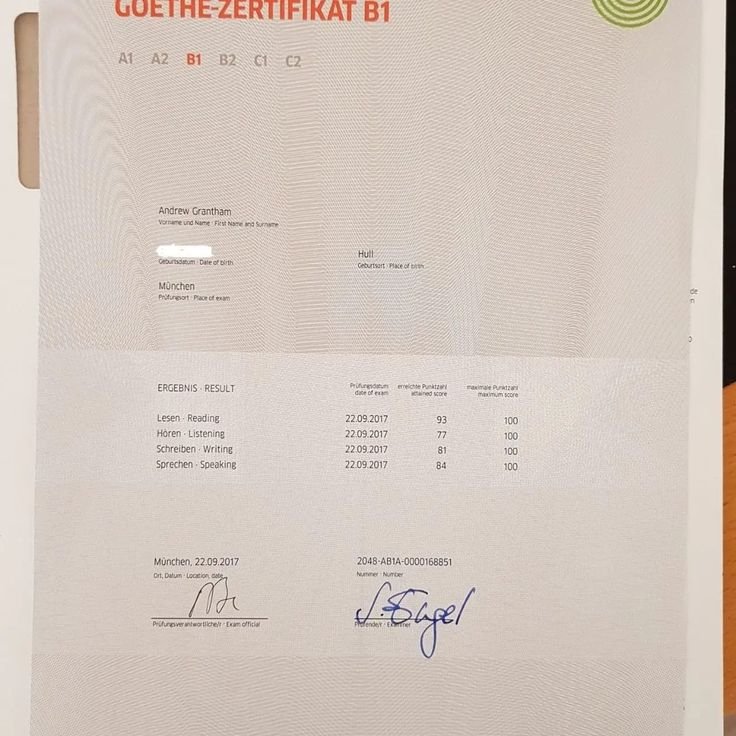 GOETHE-ZERTIFIKAT B1
A1 A2 B1 B2 C1 C2
Andrew Grantham
Vorname und Name · First Name and Surname
Geburtsdatum · Date of birth
Hull
Geburtsort · Place of birth
München
Prüfungsort · Place of exam
ERGEBNIS · RESULT
Prüfungsdatum erreichte Punktzahl maximale Punktzahl
date of exam attained score maximum score
Lesen · Reading 22.09.2017 93 100
Hören · Listening 22.09.2017 77 100
Schreiben · Writing 22.09.2017 81 100
Sprechen · Speaking 22.09.2017 84 100
München, 22.09.2017
Ort, Datum · Location, date
2048-AB1A-0000168851
Nummer · Number
Prüfungsverantwortliche/r · Exam official
S. Engel
Prüfende/r · Examiner
de